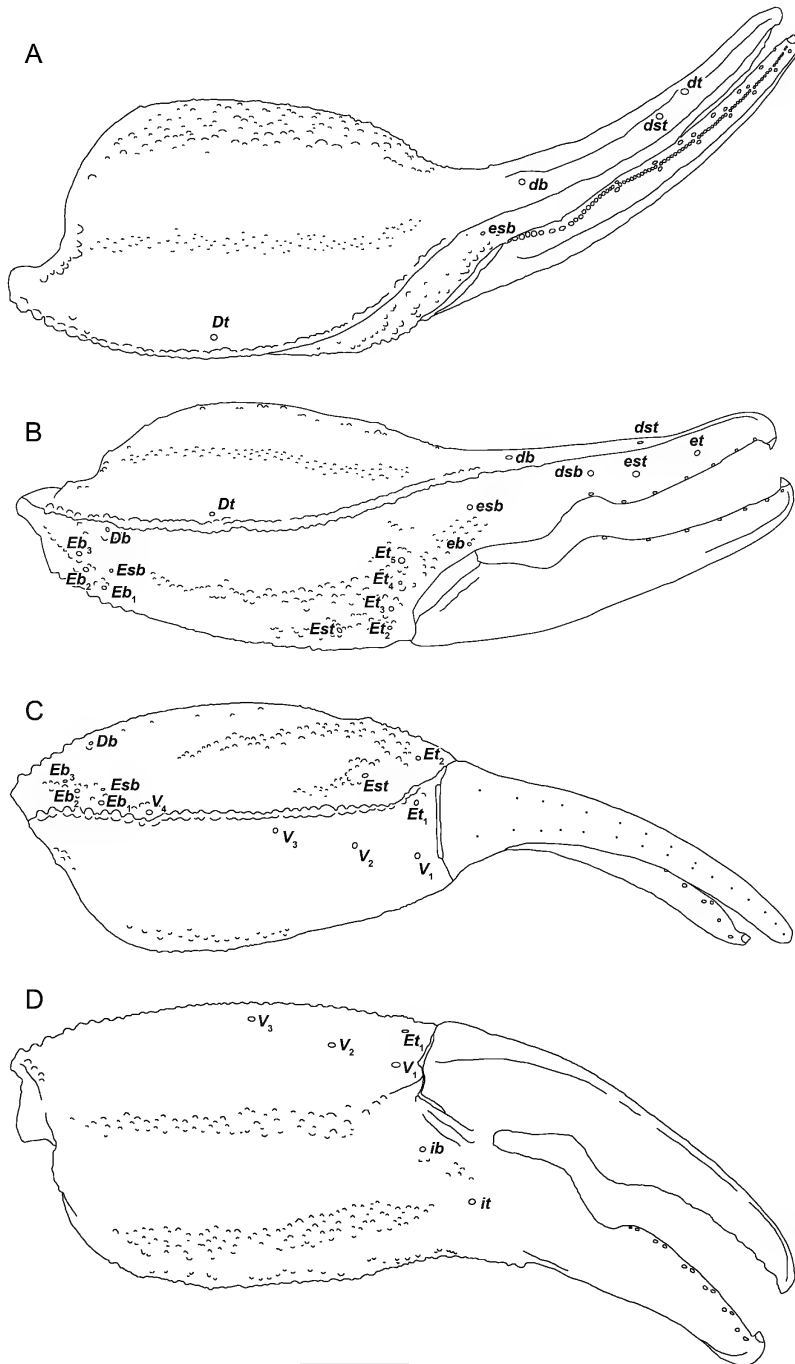 A
dt
dst
db
esb
Dt
B
dst
et
db
dsb est
Dt
esb
Db
eb
Eb₃
Et₅
Esb
Eb₂
Et₄
Eb₁
Et₃
Est Et₂
C
Db
Et₂
Eb₃
Esb
Est
Eb₂ Eb₁ V₄
Et₁
V₃
V₂
V₁
D
V₃
Et₁
V₂
V₁
ib
it